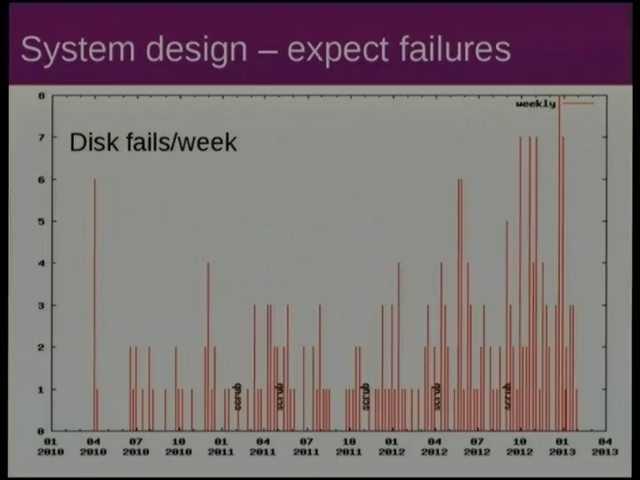 System design – expect failures
weekly
Disk fails/week
8
7
6
5
4
3
2
1
0
scrub scrub scrub scrub scrub
01 04 07 10 01 04 07 10 01 04 07 10 01 04
2010 2010 2010 2010 2011 2011 2011 2011 2012 2012 2012 2012 2013 2013